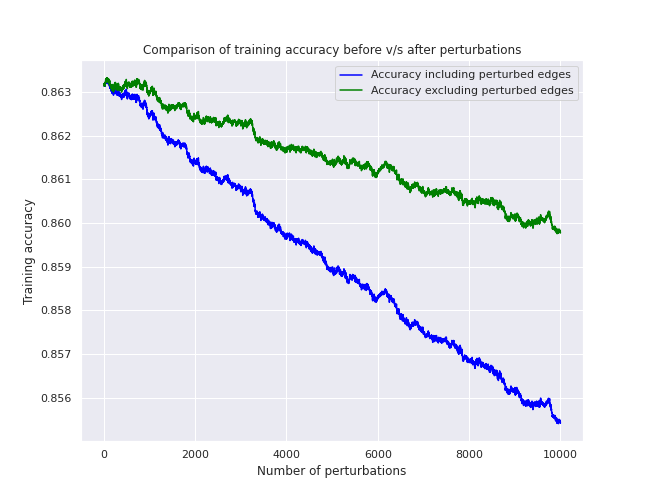 Comparison of training accuracy before v/s after perturbations
Accuracy including perturbed edges
Accuracy excluding perturbed edges
Training accuracy
0.863
0.862
0.861
0.860
0.859
0.858
0.857
0.856
0
2000
4000
6000
8000
10000
Number of perturbations